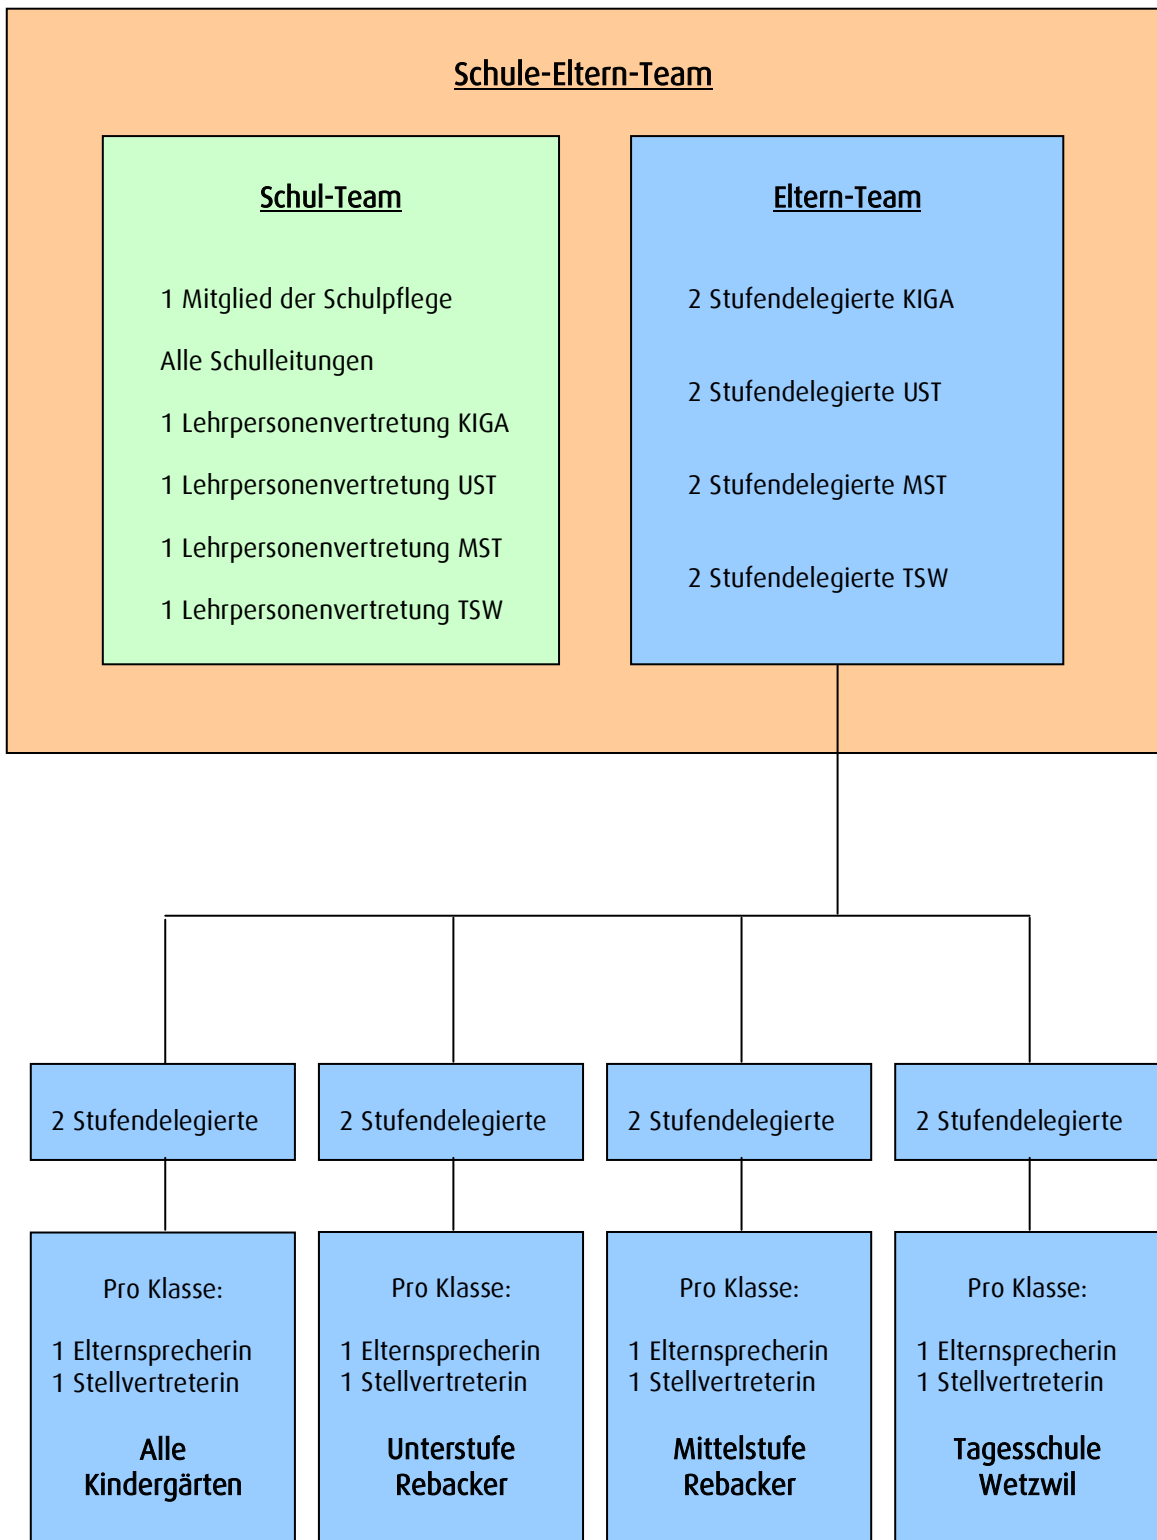 Schule-Eltern-Team
Schul-Team
1 Mitglied der Schulpflege
Alle Schulleitungen
1 Lehrpersonenvertretung KIGA
1 Lehrpersonenvertretung UST
1 Lehrpersonenvertretung MST
1 Lehrpersonenvertretung TSW
Eltern-Team
2 Stufendelegierte KIGA
2 Stufendelegierte UST
2 Stufendelegierte MST
2 Stufendelegierte TSW
2 Stufendelegierte
2 Stufendelegierte
2 Stufendelegierte
2 Stufendelegierte
Pro Klasse:
1 Elternsprecherin
1 Stellvertreterin
Alle
Kindergärten
Pro Klasse:
1 Elternsprecherin
1 Stellvertreterin
Unterstufe
Rebacker
Pro Klasse:
1 Elternsprecherin
1 Stellvertreterin
Mittelstufe
Rebacker
Pro Klasse:
1 Elternsprecherin
1 Stellvertreterin
Tagesschule
Wetzwil